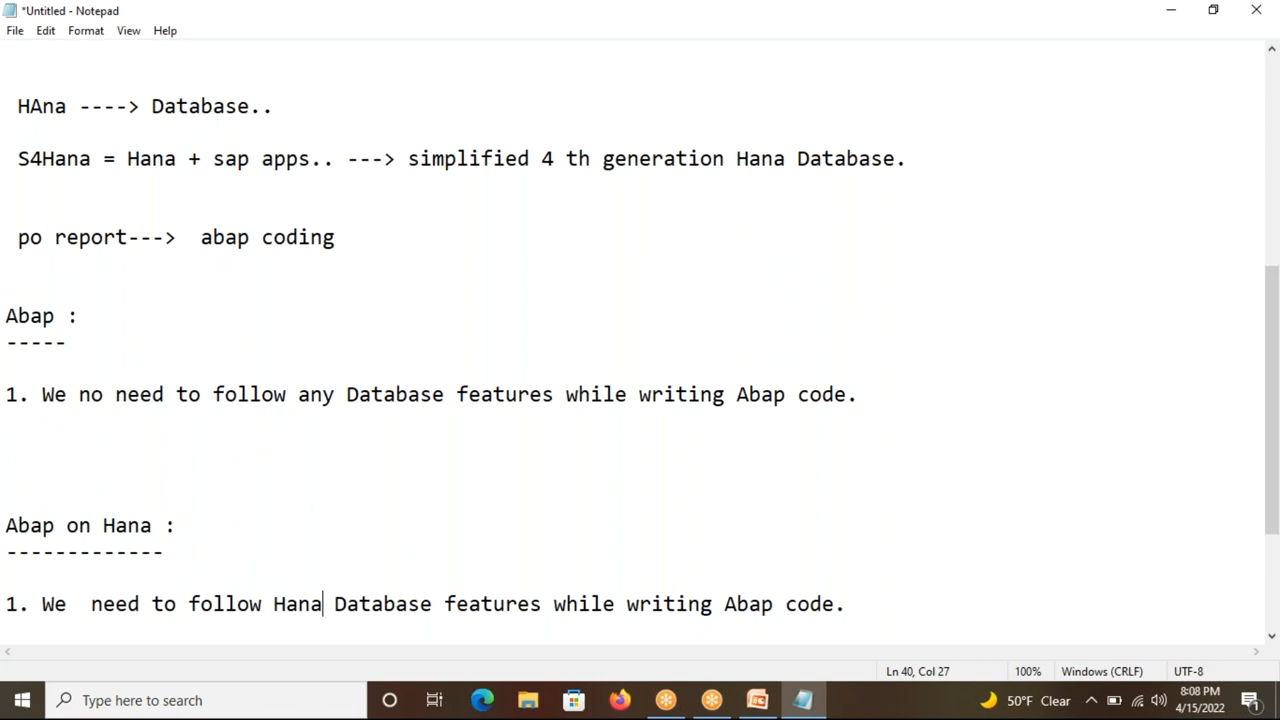 *Untitled - Notepad
File Edit Format View Help
HAna ----> Database..
S4Hana = Hana + sap apps.. ---> simplified 4 th generation Hana Database.
po report---> abap coding
Abap :
-----
1. We no need to follow any Database features while writing Abap code.
Abap on Hana :
-------------
1. We  need to follow Hana Database features while writing Abap code.
Ln 40, Col 27 100% Windows (CRLF) UTF-8
Type here to search 50°F Clear 8:08 PM
4/15/2022 1